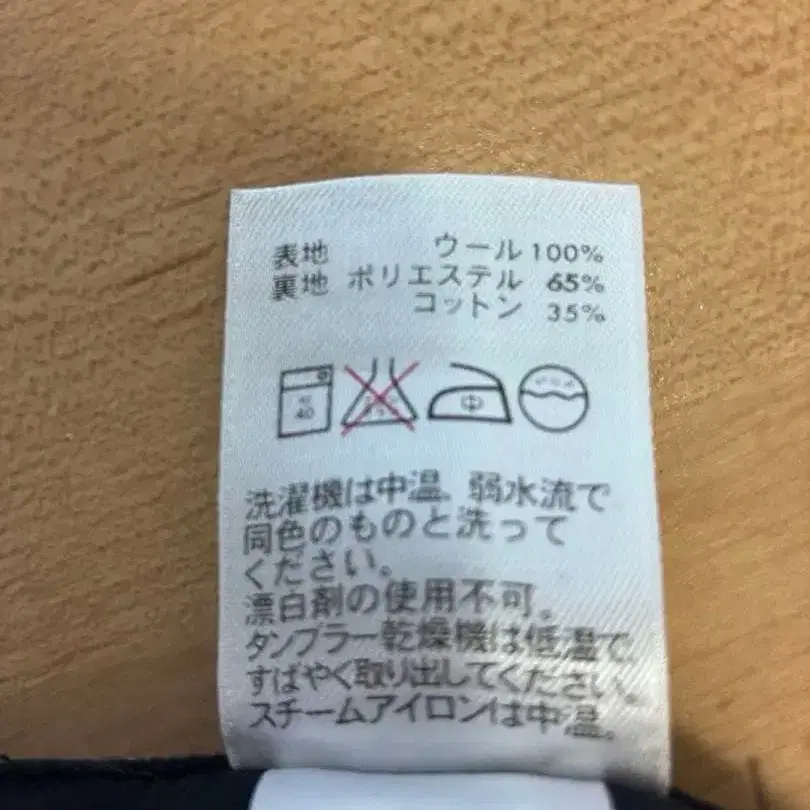 表地 ウール 100%
裏地 ポリエステル 65%
コットン 35%
40
中
洗濯機は中温、弱水流で
同色のものと洗って
ください。
漂白剤の使用不可。
タンブラー乾燥機は低温で、
すばやく取り出してください。
スチームアイロンは中温。